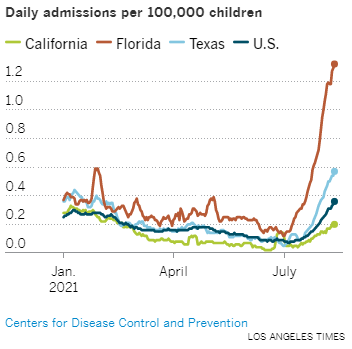 Daily admissions per 100,000 children
California Florida Texas U.S.
1.2
1.0
0.8
0.6
0.4
0.2
0.0
Jan. April July
2021
Centers for Disease Control and Prevention
LOS ANGELES TIMES